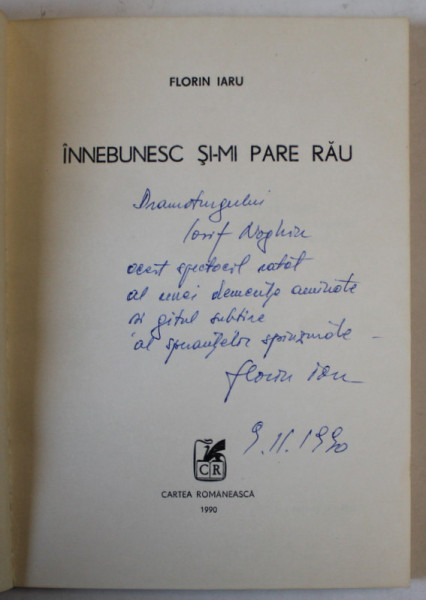 FLORIN IARU
ÎNNEBUNESC ȘI-MI PARE RĂU
Dramaturgului
Iosif Naghiu
acest spectacol ratat
al unei demențe amînate
și gîtul subțire
al speranțelor spînzurate –
Florin Iaru
9.II.1990
CR
CARTEA ROMÂNEASCĂ
1990